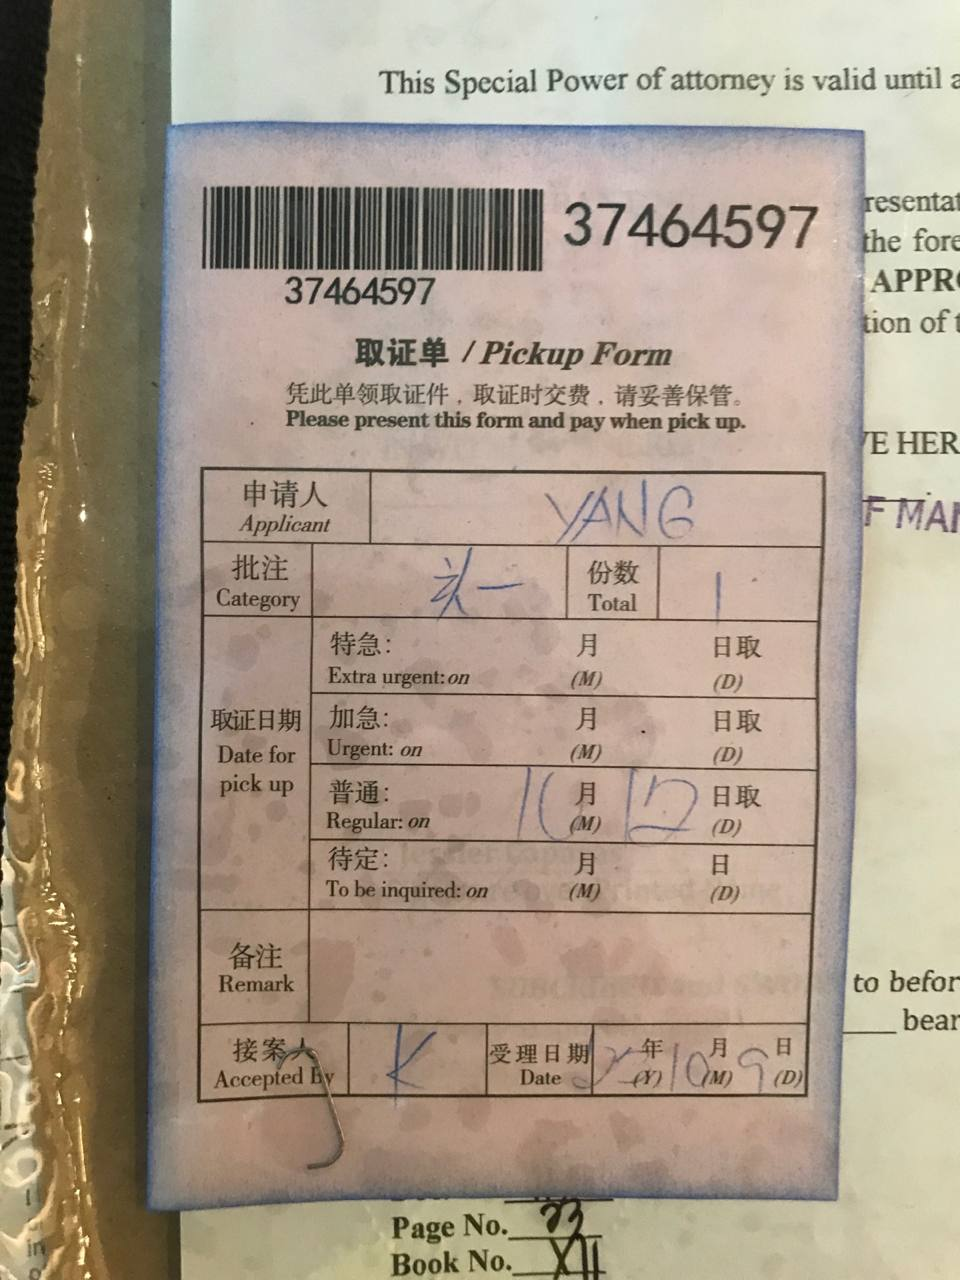 This Special Power of attorney is valid until a
resentat
the fore
APPRO
tion of t
37464597
37464597
取证单 / Pickup Form
凭此单领取证件，取证时交费，请妥善保管。
Please present this form and pay when pick up.
E HER
F MAN
申请人 YANG
Applicant
批注 份数
Category Total 1
特急: 月 日取
Extra urgent: on (M) (D)
取证日期 加急: 月 日取
Date for Urgent: on (M) (D)
pick up 普通: 10 月 12 日取
Regular: on (M) (D)
待定: 月 日
To be inquired: on (M) (D)
备注
Remark
to befor
bear
接案人 K 受理日期 年 10 月 9 日
Accepted By Date (Y) (M) (D)
Page No. 33
Book No. XII